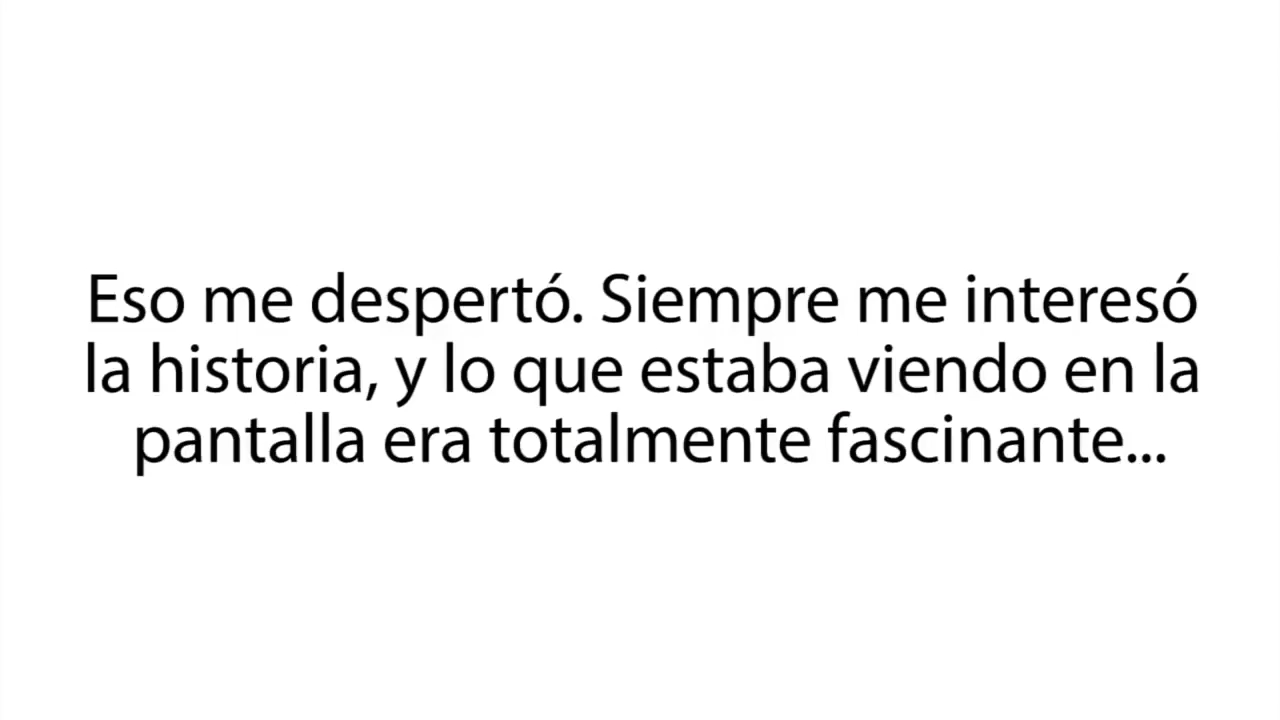 Eso me despertó. Siempre me interesó
la historia, y lo que estaba viendo en la
pantalla era totalmente fascinante...